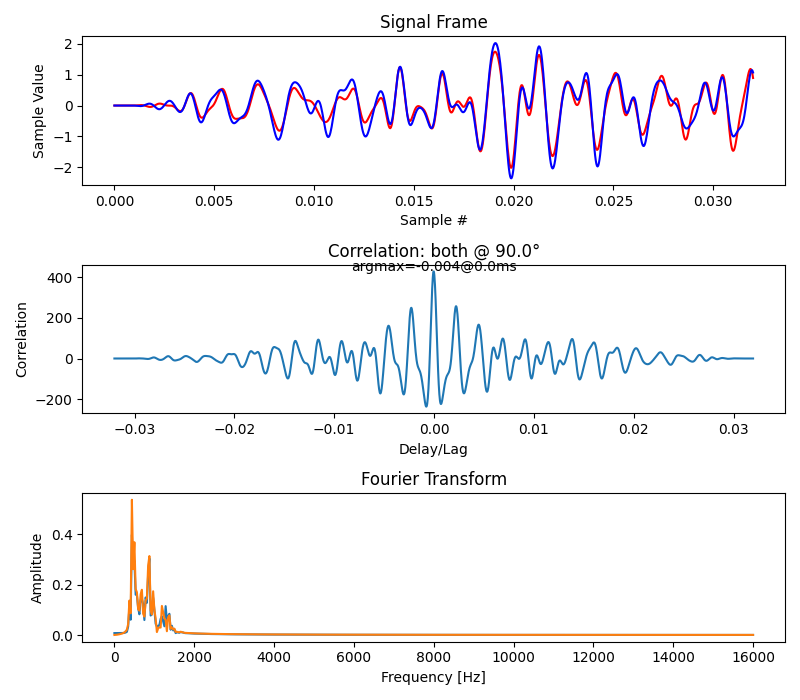 Signal Frame
Sample Value
2
1
0
−1
−2
0.000 0.005 0.010 0.015 0.020 0.025 0.030
Sample #
Correlation: both @ 90.0°
argmax=-0.004@0.0ms
Correlation
400
200
0
−200
−0.03 −0.02 −0.01 0.00 0.01 0.02 0.03
Delay/Lag
Fourier Transform
Amplitude
0.4
0.2
0.0
0 2000 4000 6000 8000 10000 12000 14000 16000
Frequency [Hz]